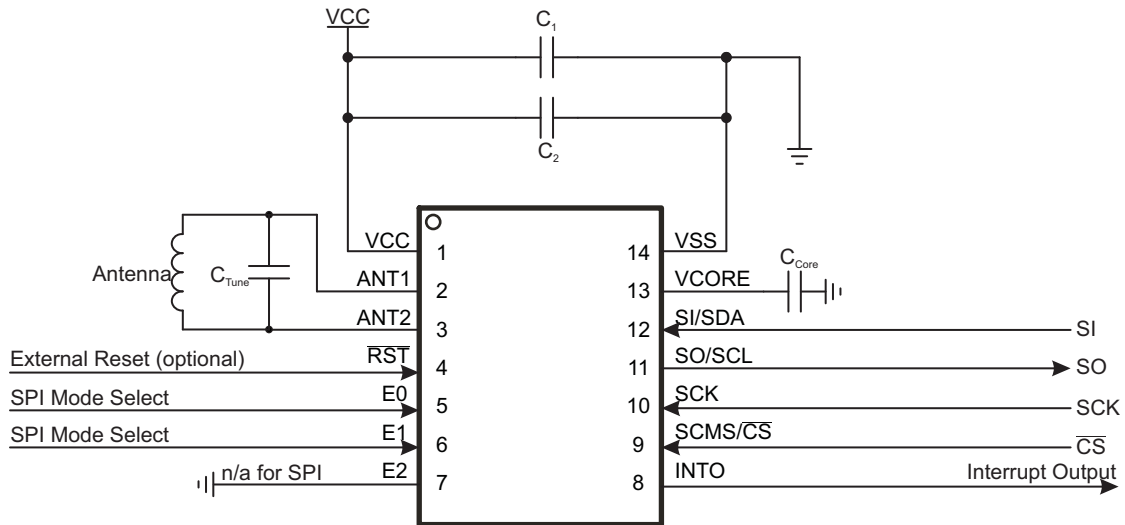 VCC
C1
C2
VCC 1 14 VSS
Antenna
CTune
ANT1 2 13 VCORE
CCore
ANT2 3 12 SI/SDA SI
External Reset (optional) RST 4 11 SO/SCL SO
SPI Mode Select E0 5 10 SCK SCK
SPI Mode Select E1 6 9 SCMS/CS CS
n/a for SPI E2 7 8 INTO Interrupt Output